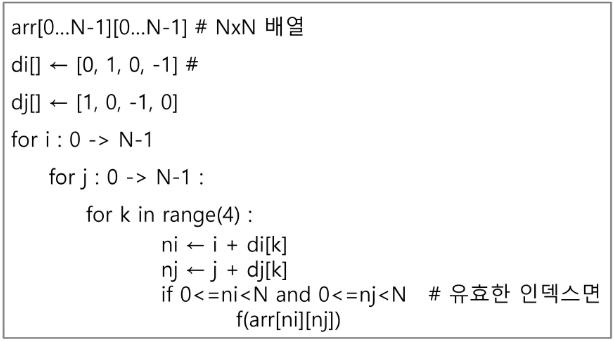 arr[0...N-1][0...N-1] # NxN 배열
di[] ← [0, 1, 0, -1] #
dj[] ← [1, 0, -1, 0]
for i : 0 -> N-1
for j : 0 -> N-1 :
for k in range(4) :
ni ← i + di[k]
nj ← j + dj[k]
if 0<=ni<N and 0<=nj<N # 유효한 인덱스면
f(arr[ni][nj])